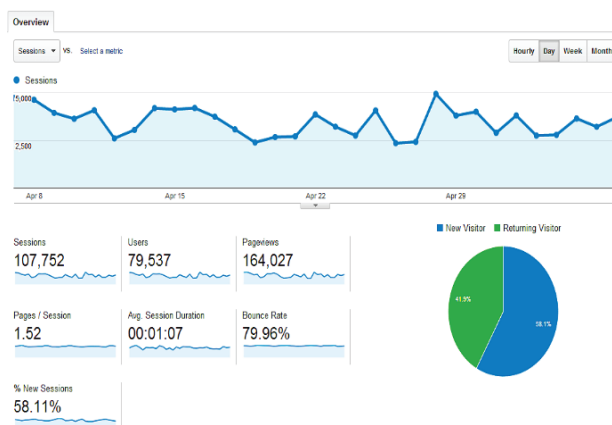 Overview
Sessions VS. Select a metric Hourly Day Week Month
Sessions
5,000
2,500
Apr 8 Apr 15 Apr 22 Apr 29
New Visitor Returning Visitor
Sessions Users Pageviews
107,752 79,537 164,027
41.9%
58.1%
Pages / Session Avg. Session Duration Bounce Rate
1.52 00:01:07 79.96%
% New Sessions
58.11%